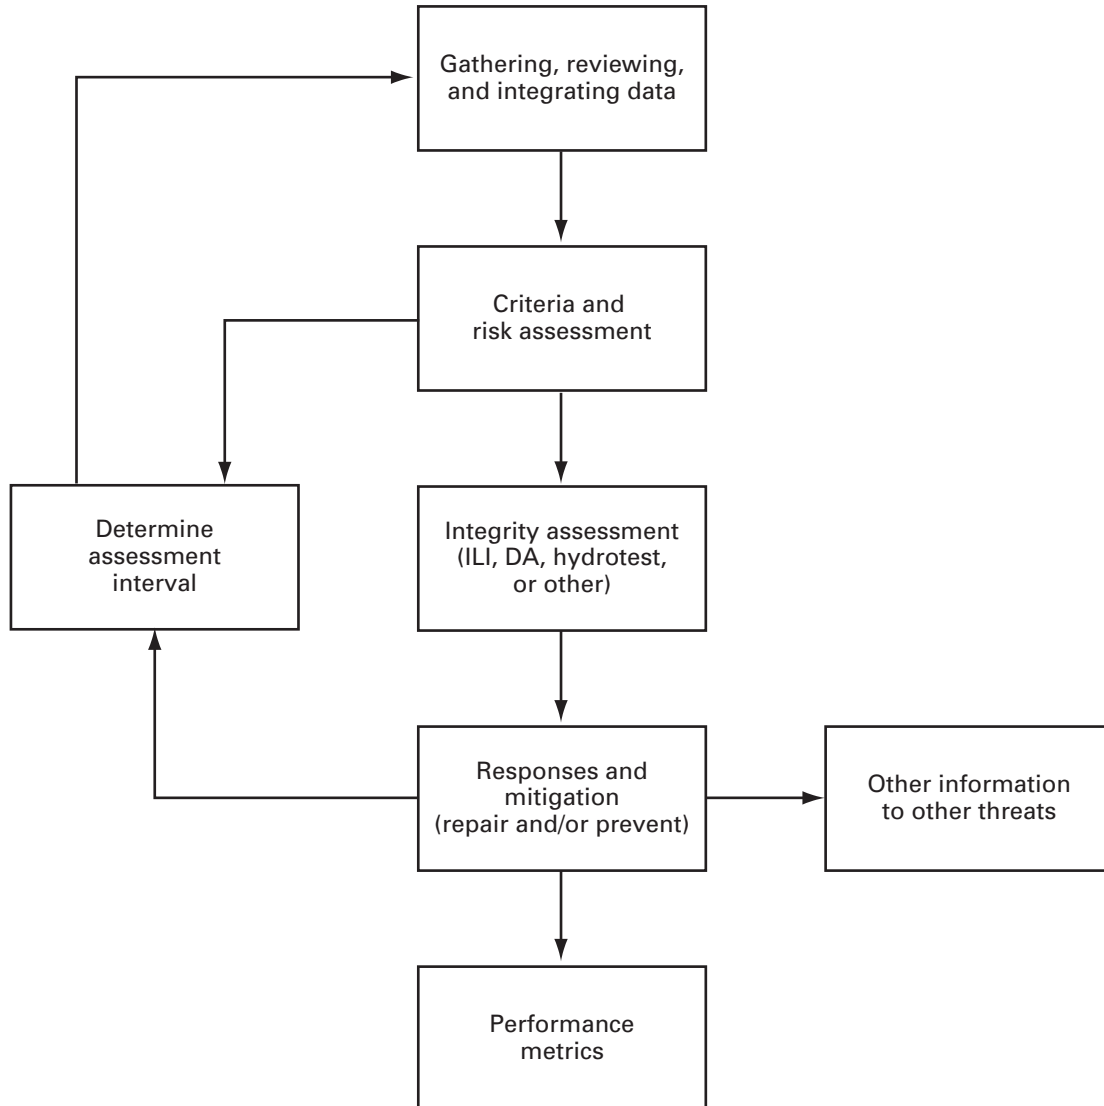 Gathering, reviewing,
and integrating data
Criteria and
risk assessment
Integrity assessment
(ILI, DA, hydrotest,
or other)
Determine
assessment
interval
Responses and
mitigation
(repair and/or prevent)
Other information
to other threats
Performance
metrics